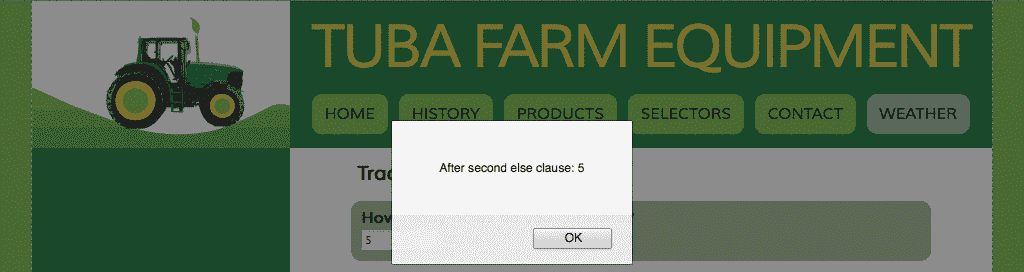 TUBA FARM EQUIPMENT
HOME HISTORY PRODUCTS SELECTORS CONTACT WEATHER
After second else clause: 5
5
OK